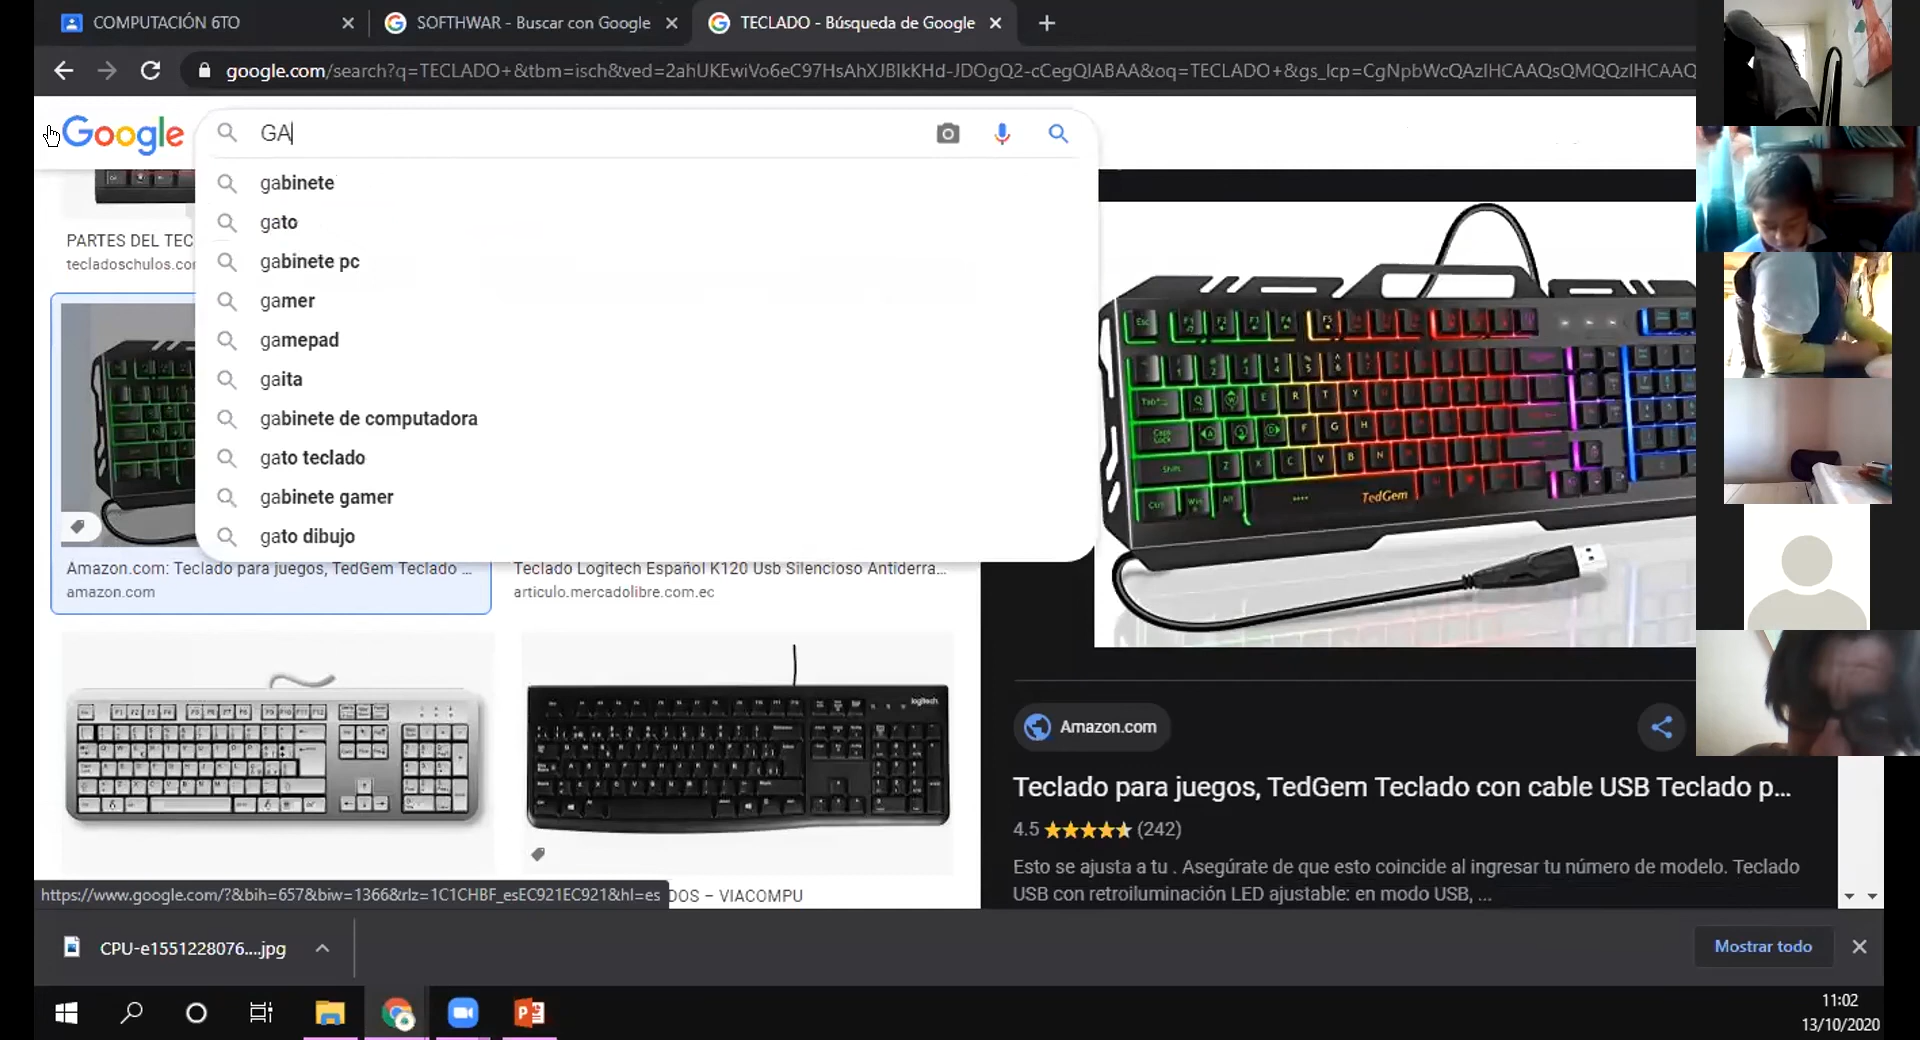 COMPUTACIÓN 6TO
SOFTHWAR - Buscar con Google
TECLADO - Búsqueda de Google
google.com/search?q=TECLADO+&tbm=isch&ved=2ahUKEwiVo6eC97HsAhXJBlkKHd-JDOgQ2-cCegQIABAA&oq=TECLADO+&gs_lcp=CgNpbWcQAzIHCAAQsQMQQzIHCAAQ
Google
GA
gabinete
gato
gabinete pc
gamer
gamepad
gaita
gabinete de computadora
gato teclado
gabinete gamer
gato dibujo
PARTES DEL TEC
tecladoschulos.co
Amazon.com: Teclado para juegos, TedGem Teclado ...
amazon.com
Teclado Logitech Español K120 Usb Silencioso Antiderra...
articulo.mercadolibre.com.ec
TedGem
logitech
Amazon.com
Teclado para juegos, TedGem Teclado con cable USB Teclado p...
4.5 (242)
Esto se ajusta a tu . Asegúrate de que esto coincide al ingresar tu número de modelo. Teclado
USB con retroiluminación LED ajustable: en modo USB, ...
https://www.google.com/?&bih=657&biw=1366&rlz=1C1CHBF_esEC921EC921&hl=es
DOS – VIACOMPU
CPU-e1551228076....jpg
Mostrar todo
11:02
13/10/2020